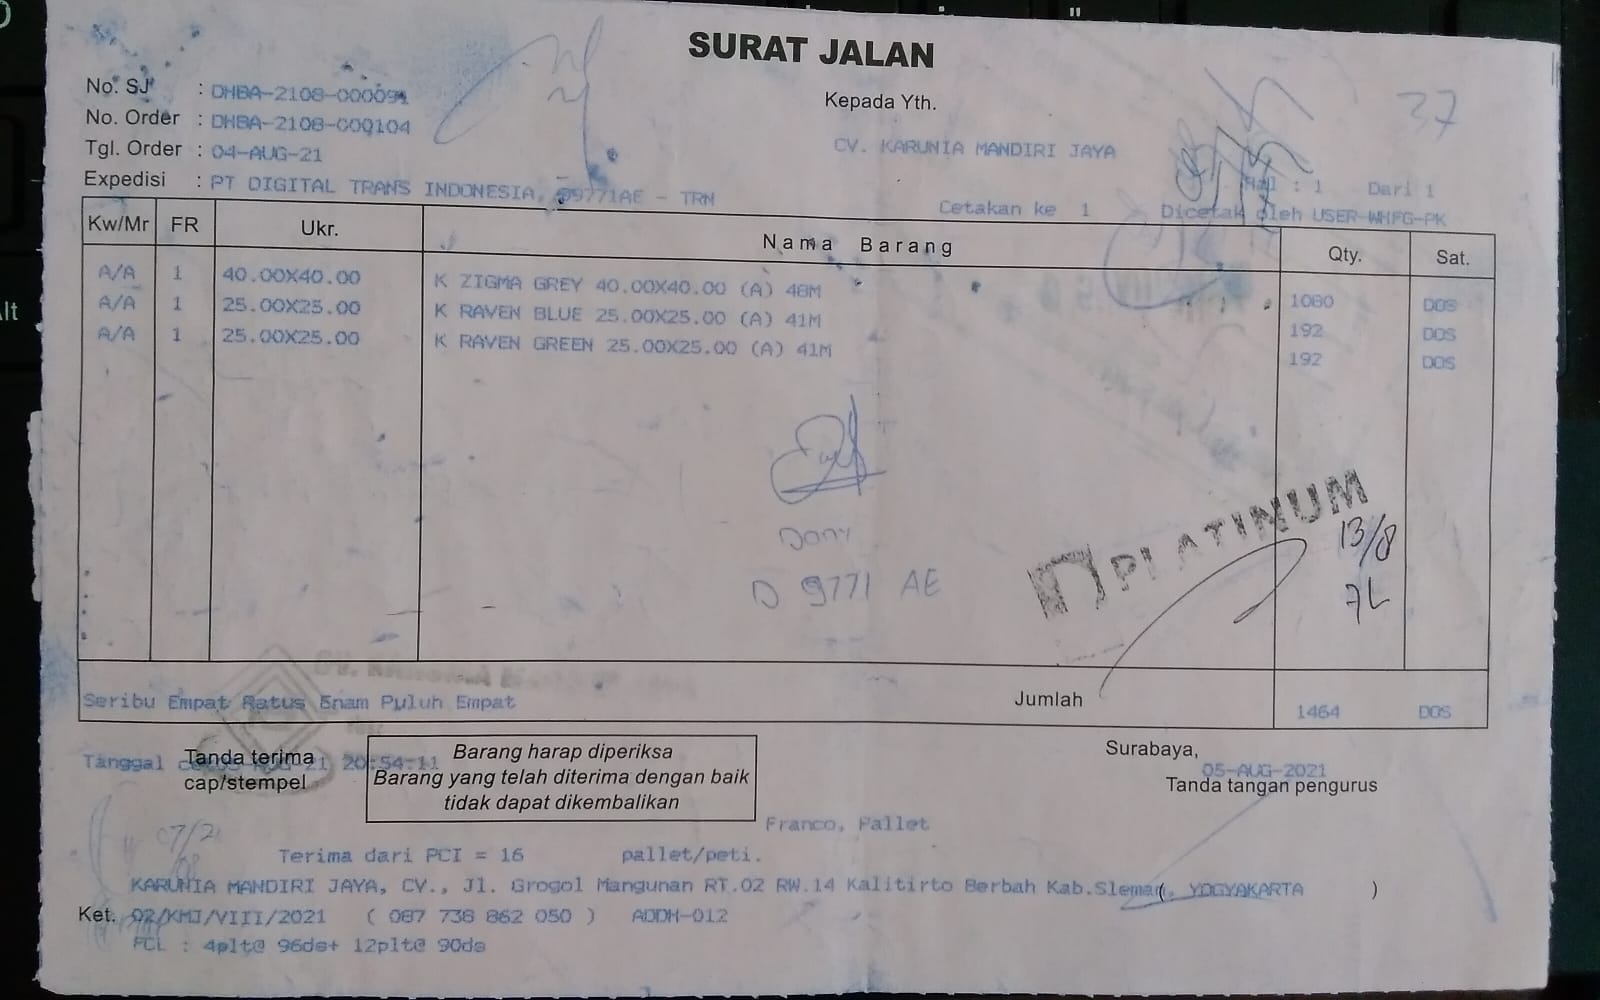 SURAT JALAN
No. SJ : DHBA-2108-000091
No. Order : DHBA-2108-000104
Tgl. Order : 04-AUG-21
Expedisi : PT DIGITAL TRANS INDONESIA, D9771AE - TRN
Kepada Yth.
CV. KARUNIA MANDIRI JAYA
37
Hal : 1 Dari 1
Cetakan ke 1 Dicetak oleh USER-WHFG-PK
Kw/Mr FR Ukr. Nama Barang Qty. Sat.
A/A 1 40.00X40.00 K ZIGMA GREY 40.00X40.00 (A) 48M 1080 DOS
A/A 1 25.00X25.00 K RAVEN BLUE 25.00X25.00 (A) 41M 192 DOS
A/A 1 25.00X25.00 K RAVEN GREEN 25.00X25.00 (A) 41M 192 DOS
PLATINUM
Dony
D 9771 AE
13/8
Seribu Empat Ratus Enam Puluh Empat Jumlah 1464 DOS
Tanggal 20:54:11
Tanda terima
cap/stempel
Barang harap diperiksa
Barang yang telah diterima dengan baik
tidak dapat dikembalikan
Surabaya,
05-AUG-2021
Tanda tangan pengurus
Franco, Pallet
Terima dari PCI = 16 pallet/peti.
KARUNIA MANDIRI JAYA, CV., Jl. Grogol Mangunan RT.02 RW.14 Kalitirto Berbah Kab.Sleman, YOGYAKARTA )
Ket. 02/KMJ/VIII/2021 ( 087 738 862 050 ) ADDM-012
FCL : 4plt@ 96ds+ 12plt@ 90ds